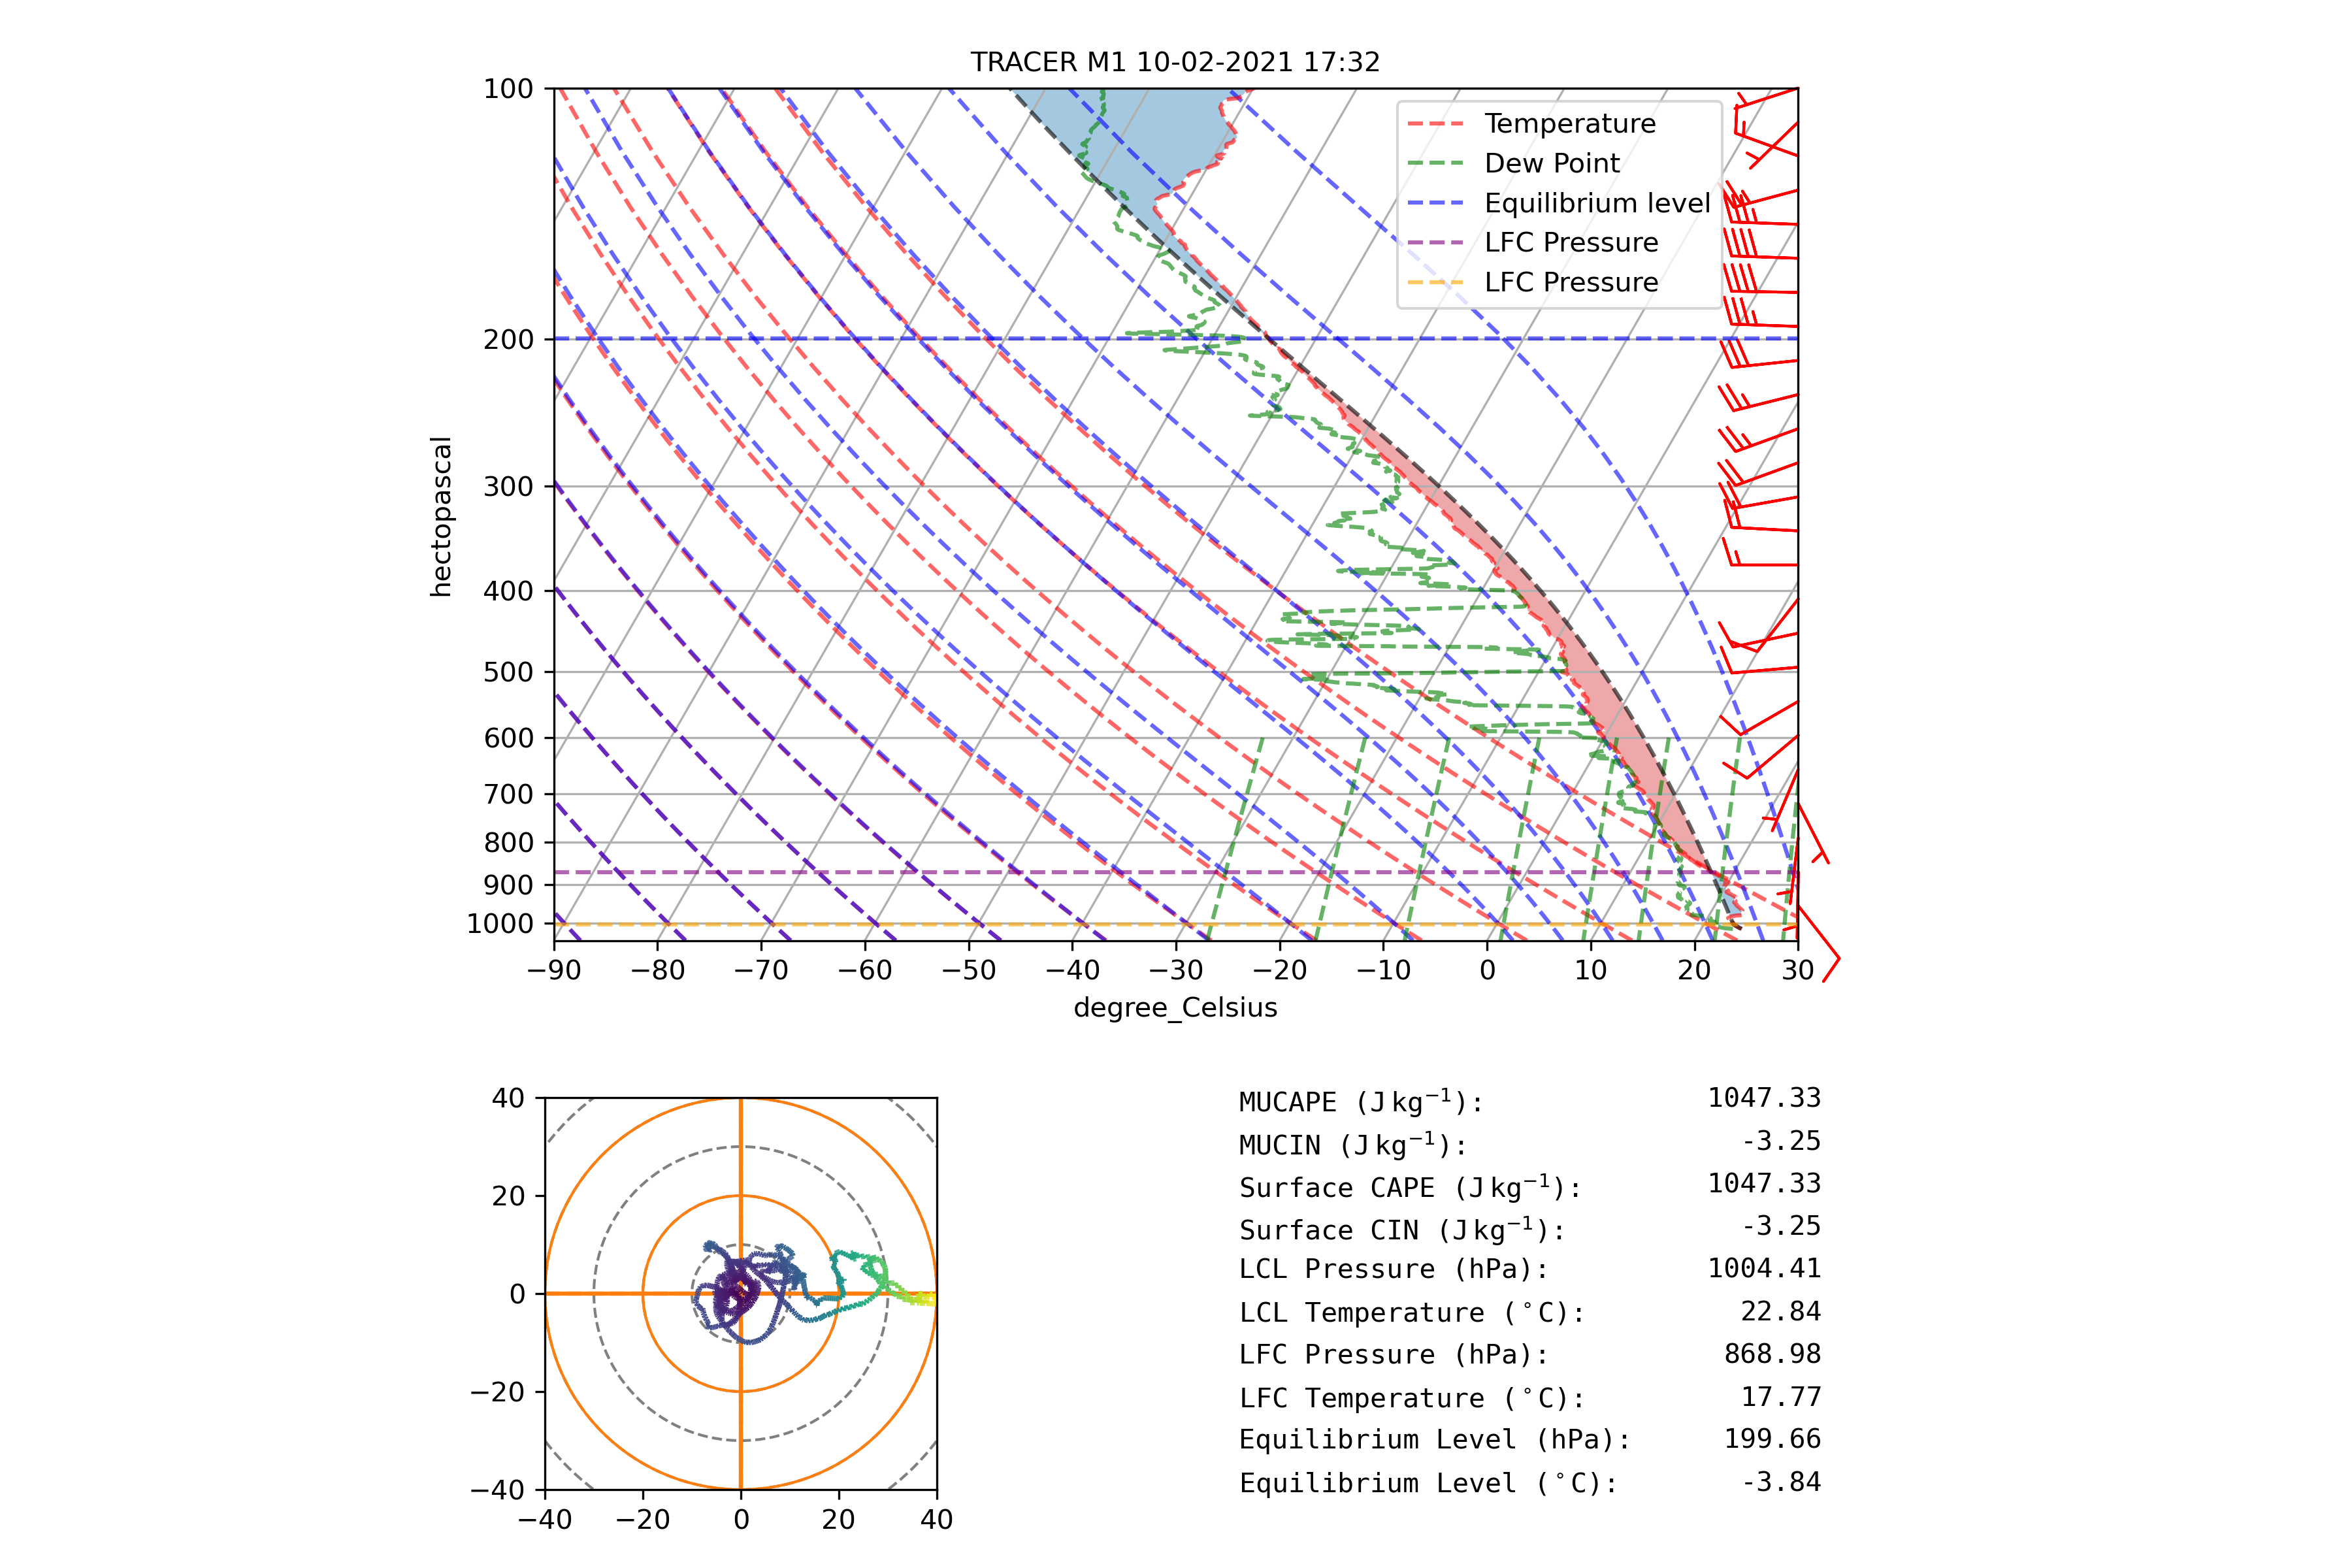 TRACER M1 10-02-2021 17:32
100
200
300
400
500
600
700
800
900
1000
hectopascal
Temperature
Dew Point
Equilibrium level
LFC Pressure
LFC Pressure
−90 −80 −70 −60 −50 −40 −30 −20 −10 0 10 20 30
degree_Celsius
40
20
0
−20
−40
−40 −20 0 20 40
MUCAPE (J kg⁻¹): 1047.33
MUCIN (J kg⁻¹): -3.25
Surface CAPE (J kg⁻¹): 1047.33
Surface CIN (J kg⁻¹): -3.25
LCL Pressure (hPa): 1004.41
LCL Temperature (°C): 22.84
LFC Pressure (hPa): 868.98
LFC Temperature (°C): 17.77
Equilibrium Level (hPa): 199.66
Equilibrium Level (°C): -3.84